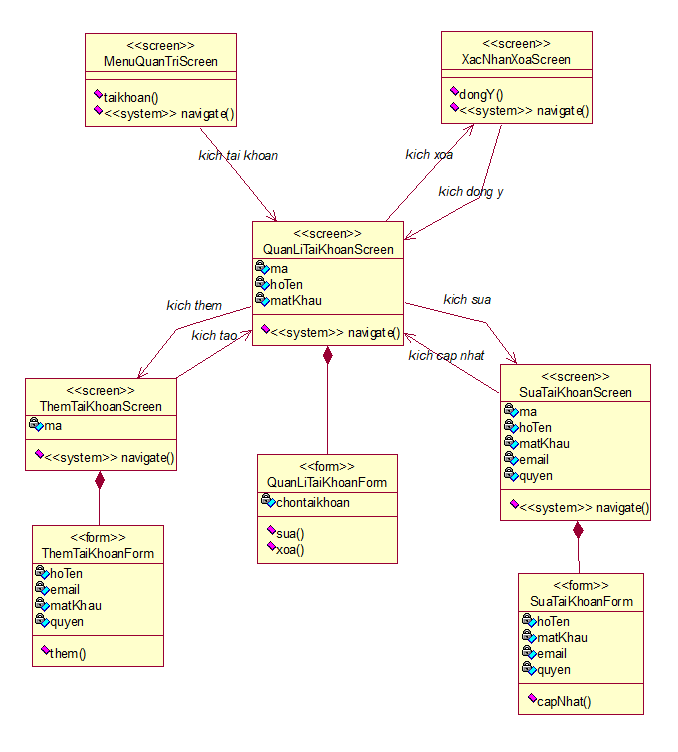 <<screen>>
MenuQuanTriScreen
taikhoan()
<<system>> navigate()
<<screen>>
XacNhanXoaScreen
dongY()
<<system>> navigate()
kich tai khoan
kich xoa
kich dong y
<<screen>>
QuanLiTaiKhoanScreen
ma
hoTen
matKhau
<<system>> navigate()
kich them
kich tao
kich sua
kich cap nhat
<<screen>>
ThemTaiKhoanScreen
ma
<<system>> navigate()
<<screen>>
SuaTaiKhoanScreen
ma
hoTen
matKhau
email
quyen
<<system>> navigate()
<<form>>
QuanLiTaiKhoanForm
chontaikhoan
sua()
xoa()
<<form>>
ThemTaiKhoanForm
hoTen
email
matKhau
quyen
them()
<<form>>
SuaTaiKhoanForm
hoTen
matKhau
email
quyen
capNhat()